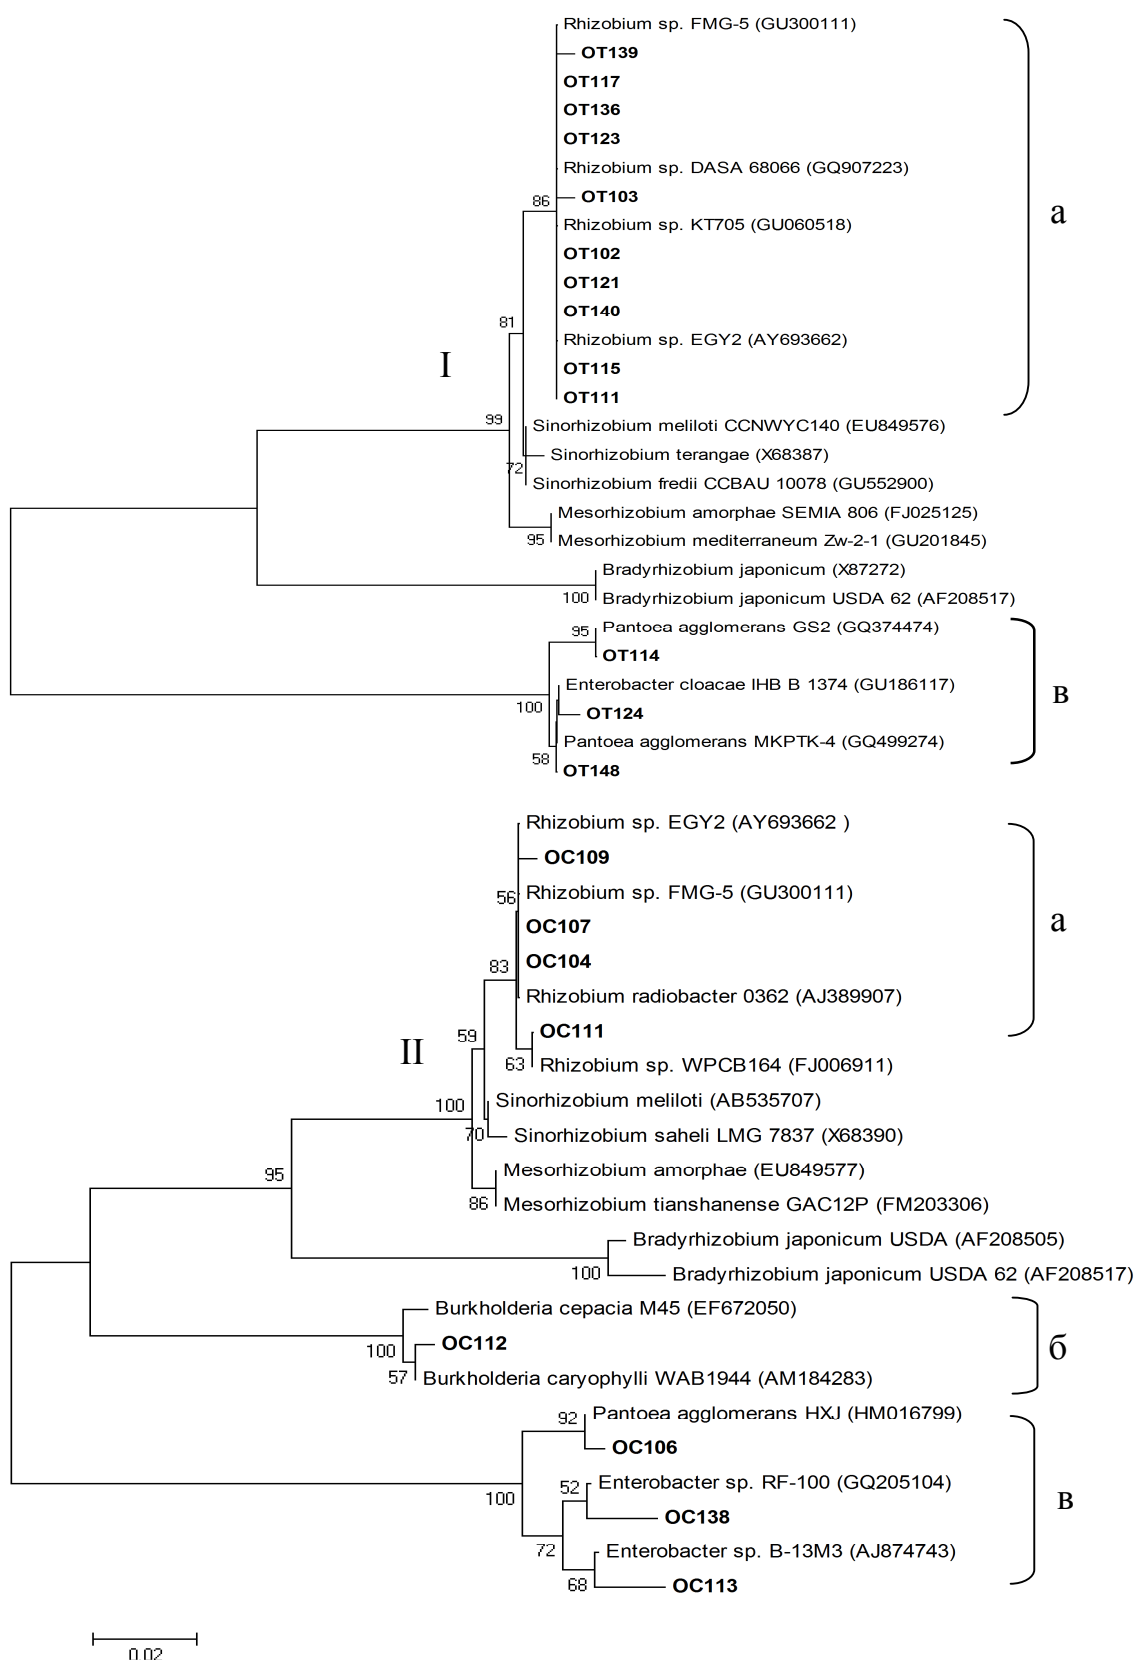 Rhizobium sp. FMG-5 (GU300111)
OT139
OT117
OT136
OT123
Rhizobium sp. DASA 68066 (GQ907223)
OT103
86
Rhizobium sp. KT705 (GU060518)
а
OT102
OT121
OT140
81
Rhizobium sp. EGY2 (AY693662)
I
OT115
OT111
99
Sinorhizobium meliloti CCNWYC140 (EU849576)
Sinorhizobium terangae (X68387)
72
Sinorhizobium fredii CCBAU 10078 (GU552900)
Mesorhizobium amorphae SEMIA 806 (FJ025125)
95
Mesorhizobium mediterraneum Zw-2-1 (GU201845)
Bradyrhizobium japonicum (X87272)
100
Bradyrhizobium japonicum USDA 62 (AF208517)
95
Pantoea agglomerans GS2 (GQ374474)
OT114
Enterobacter cloacae IHB B 1374 (GU186117)
в
100
OT124
Pantoea agglomerans MKPTK-4 (GQ499274)
58
OT148
Rhizobium sp. EGY2 (AY693662 )
OC109
56
Rhizobium sp. FMG-5 (GU300111)
а
OC107
OC104
83
Rhizobium radiobacter 0362 (AJ389907)
59
OC111
II
63
Rhizobium sp. WPCB164 (FJ006911)
100
Sinorhizobium meliloti (AB535707)
70
Sinorhizobium saheli LMG 7837 (X68390)
95
Mesorhizobium amorphae (EU849577)
86
Mesorhizobium tianshanense GAC12P (FM203306)
Bradyrhizobium japonicum USDA (AF208505)
100
Bradyrhizobium japonicum USDA 62 (AF208517)
Burkholderia cepacia M45 (EF672050)
100
OC112
б
57
Burkholderia caryophylli WAB1944 (AM184283)
92
Pantoea agglomerans HXJ (HM016799)
OC106
52
Enterobacter sp. RF-100 (GQ205104)
100
OC138
в
72
Enterobacter sp. B-13M3 (AJ874743)
68
OC113
0.02